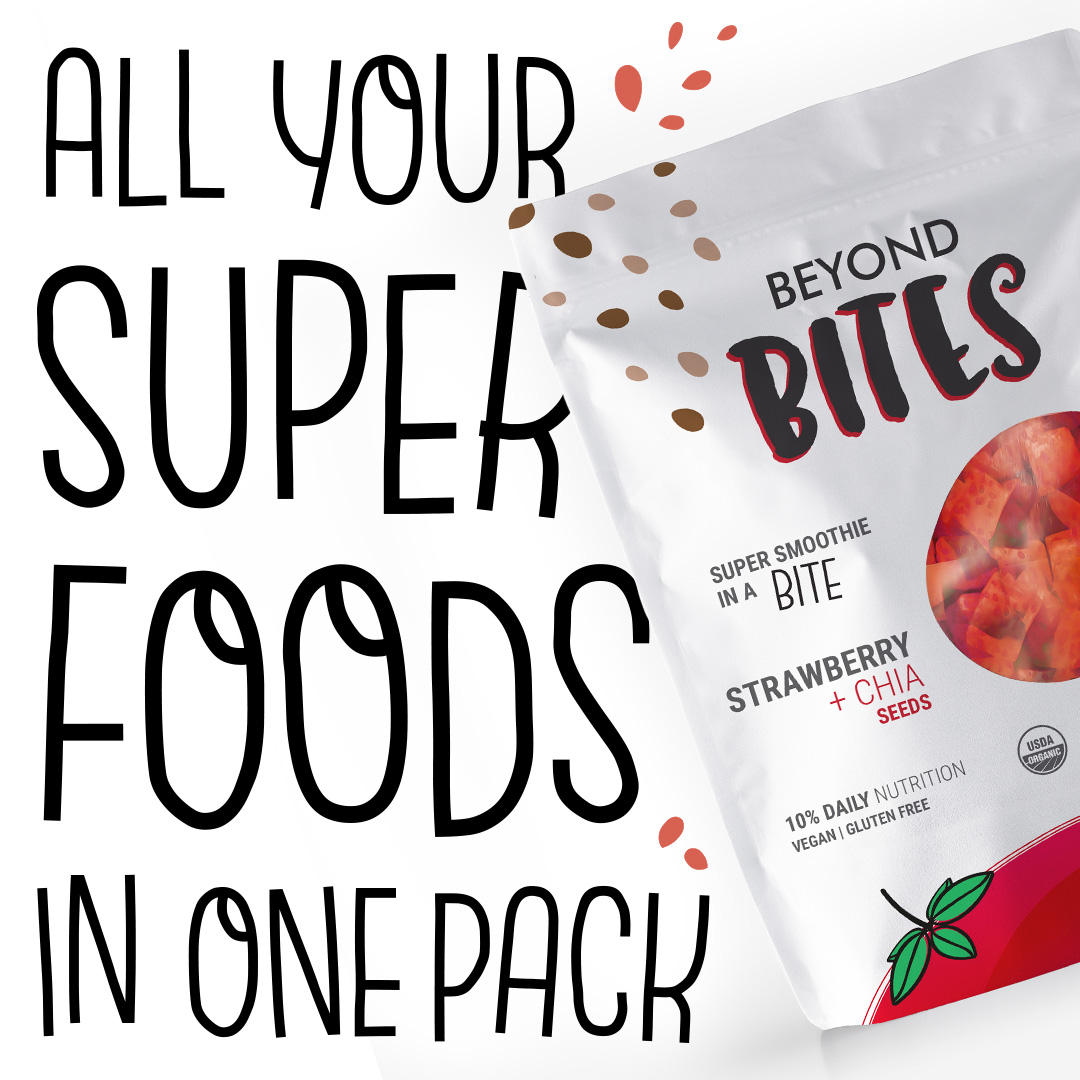 ALL YOUR
SUPER
FOODS
IN ONE PACK
BEYOND
BITES
SUPER SMOOTHIE
IN A BITE
STRAWBERRY
+ CHIA
SEEDS
USDA
ORGANIC
10% DAILY NUTRITION
VEGAN | GLUTEN FREE